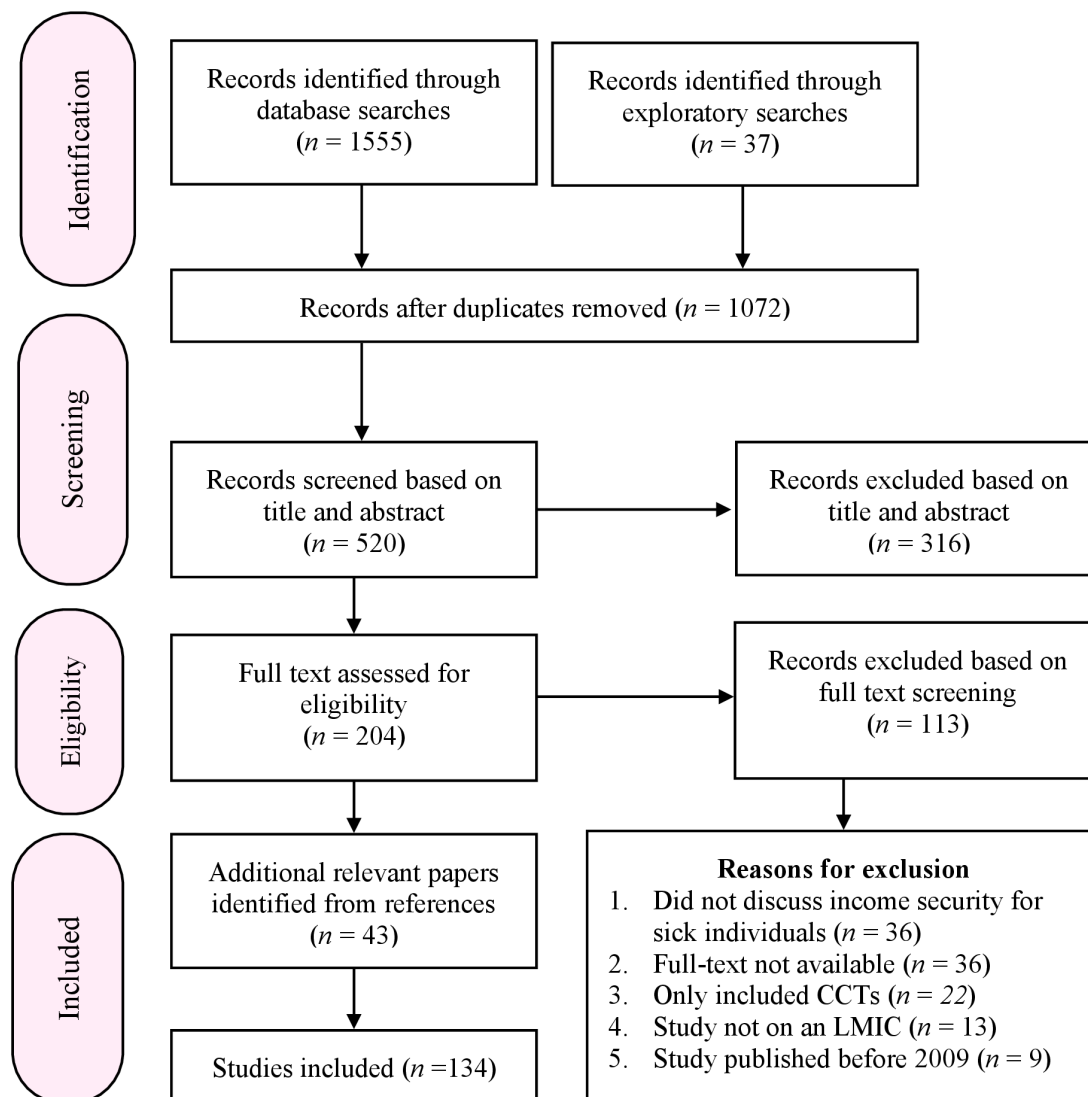 Identification
Records identified through
database searches
(n = 1555)
Records identified through
exploratory searches
(n = 37)
Records after duplicates removed (n = 1072)
Screening
Records screened based on
title and abstract
(n = 520)
Records excluded based on
title and abstract
(n = 316)
Eligibility
Full text assessed for
eligibility
(n = 204)
Records excluded based on
full text screening
(n = 113)
Included
Additional relevant papers
identified from references
(n = 43)
Studies included (n =134)
Reasons for exclusion
1. Did not discuss income security for
sick individuals (n = 36)
2. Full-text not available (n = 36)
3. Only included CCTs (n = 22)
4. Study not on an LMIC (n = 13)
5. Study published before 2009 (n = 9)